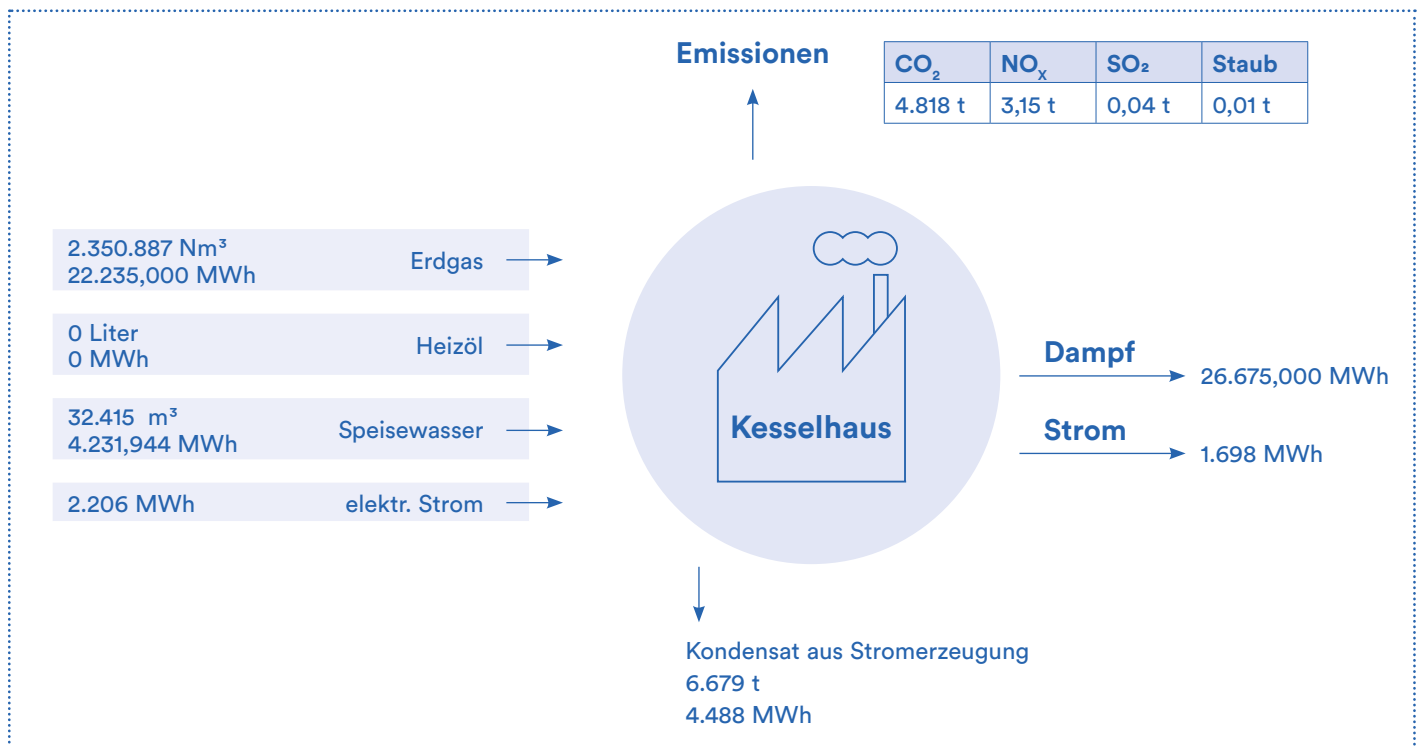 Emissionen
CO₂ NOₓ SO₂ Staub
4.818 t 3,15 t 0,04 t 0,01 t
2.350.887 Nm³
22.235,000 MWh
Erdgas
0 Liter
0 MWh
Heizöl
32.415 m³
4.231,944 MWh
Speisewasser
2.206 MWh elektr. Strom
Kesselhaus
Dampf
26.675,000 MWh
Strom
1.698 MWh
Kondensat aus Stromerzeugung
6.679 t
4.488 MWh